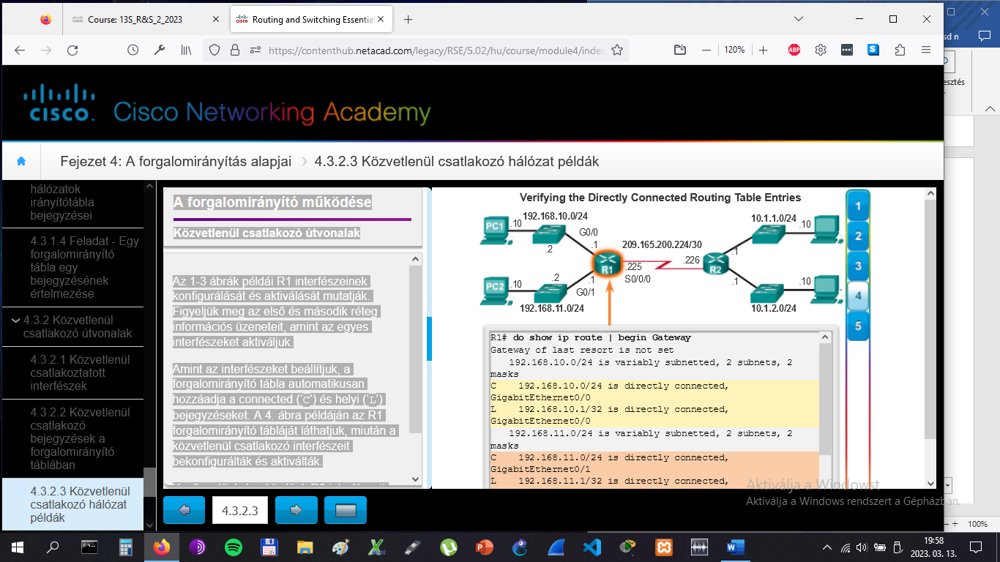 Course: 13S_R&S_2_2023
Routing and Switching Essential
https://contenthub.netacad.com/legacy/RSE/5.02/hu/course/module4/index
120%
ABP
S
sd n
esztés
cisco.
Cisco Networking Academy
Fejezet 4: A forgalomirányítás alapjai
4.3.2.3 Közvetlenül csatlakozó hálózat példák
hálózatok
irányítótábla
bejegyzései
4.3.1.4 Feladat - Egy
forgalomirányító
tábla egy
bejegyzésének
értelmezése
4.3.2 Közvetlenül
csatlakozó útvonalak
4.3.2.1 Közvetlenül
csatlakoztatott
interfészek
4.3.2.2 Közvetlenül
csatlakozó
bejegyzések a
forgalomirányító
táblában
4.3.2.3 Közvetlenül
csatlakozó hálózat
példák
A forgalomirányító működése
Közvetlenül csatlakozó útvonalak
Az 1-3 ábrák példái R1 interfészeinek
konfigurálását és aktiválását mutatják.
Figyeljük meg az első és második réteg
információs üzeneteit, amint az egyes
interfészeket aktiváljuk.
Amint az interfészeket beállítjuk, a
forgalomirányító tábla automatikusan
hozzáadja a connected ('C') és helyi ('L')
bejegyzéseket. A 4. ábra példáján az R1
forgalomirányító tábláját láthatjuk, miután a
közvetlenül csatlakozó interfészeit
bekonfigurálták és aktiválták.
4.3.2.3
Verifying the Directly Connected Routing Table Entries
PC1
.10
192.168.10.0/24
G0/0
.2
.1
209.165.200.224/30
R1
.225
S0/0/0
.226
R2
.1
10.1.1.0/24
.10
PC2
.10
.2
.1
G0/1
192.168.11.0/24
.1
.10
10.1.2.0/24
1
2
3
4
5
R1# do show ip route | begin Gateway
Gateway of last resort is not set
192.168.10.0/24 is variably subnetted, 2 subnets, 2
masks
C 192.168.10.0/24 is directly connected,
GigabitEthernet0/0
L 192.168.10.1/32 is directly connected,
GigabitEthernet0/0
192.168.11.0/24 is variably subnetted, 2 subnets, 2
masks
C 192.168.11.0/24 is directly connected,
GigabitEthernet0/1
L 192.168.11.1/32 is directly connected,
Aktiválja a Windowst
Aktiválja a Windows rendszert a Gépházban.
100%
19:58
2023. 03. 13.